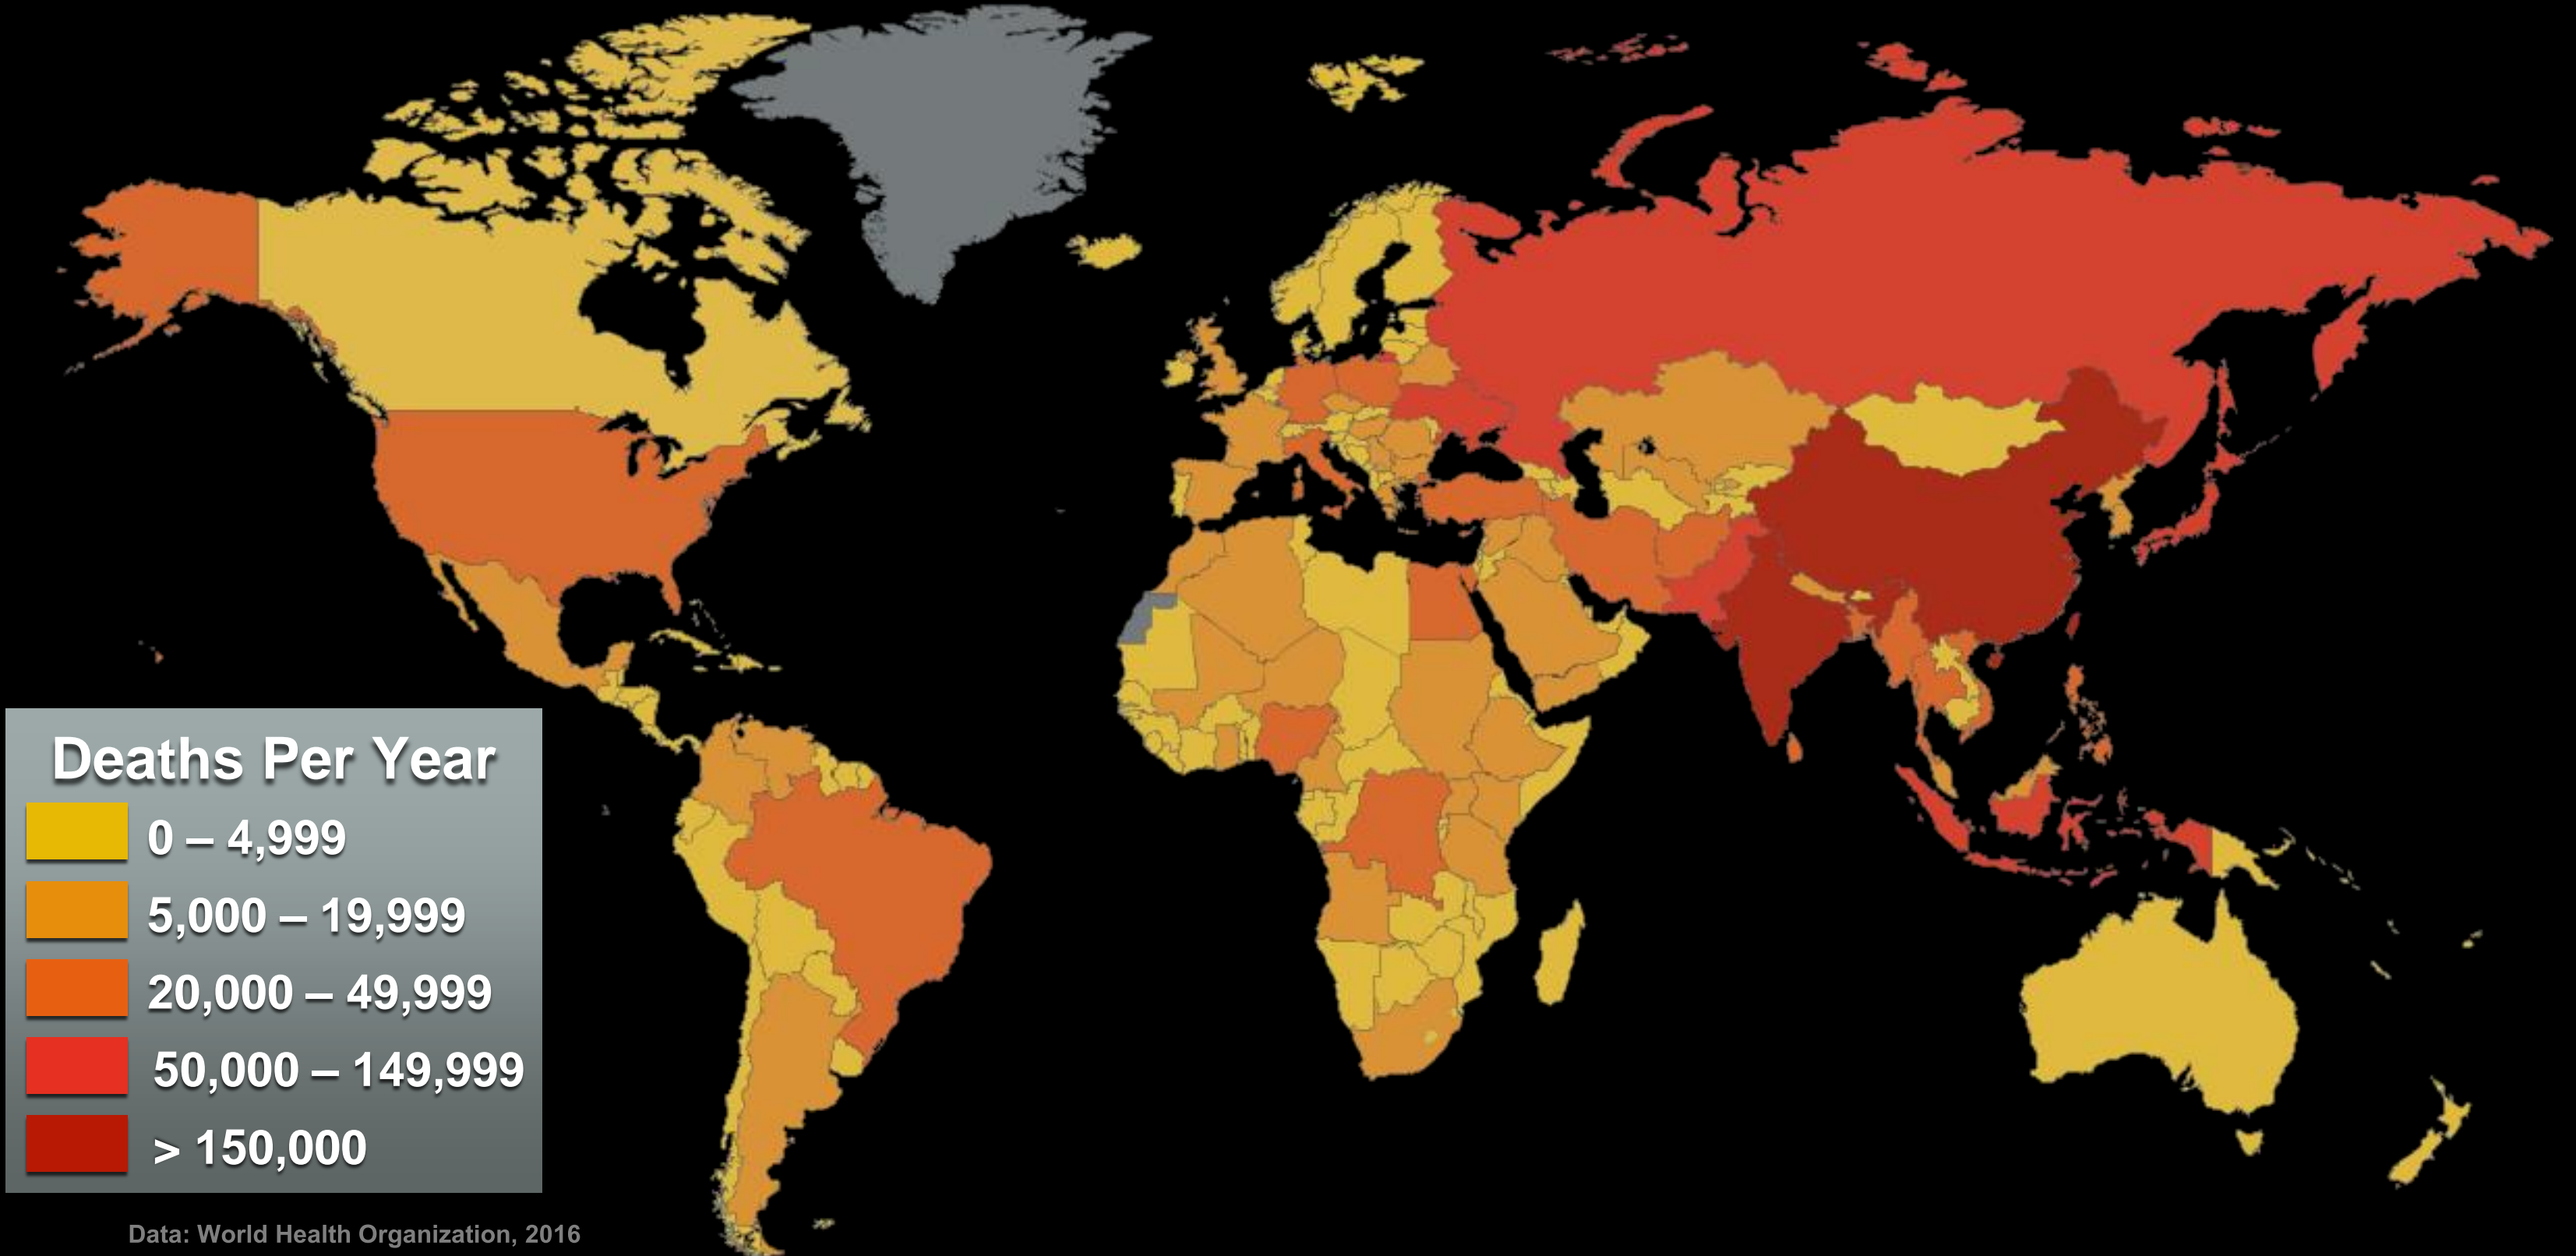 Deaths Per Year
0 – 4,999
5,000 – 19,999
20,000 – 49,999
50,000 – 149,999
> 150,000
Data: World Health Organization, 2016